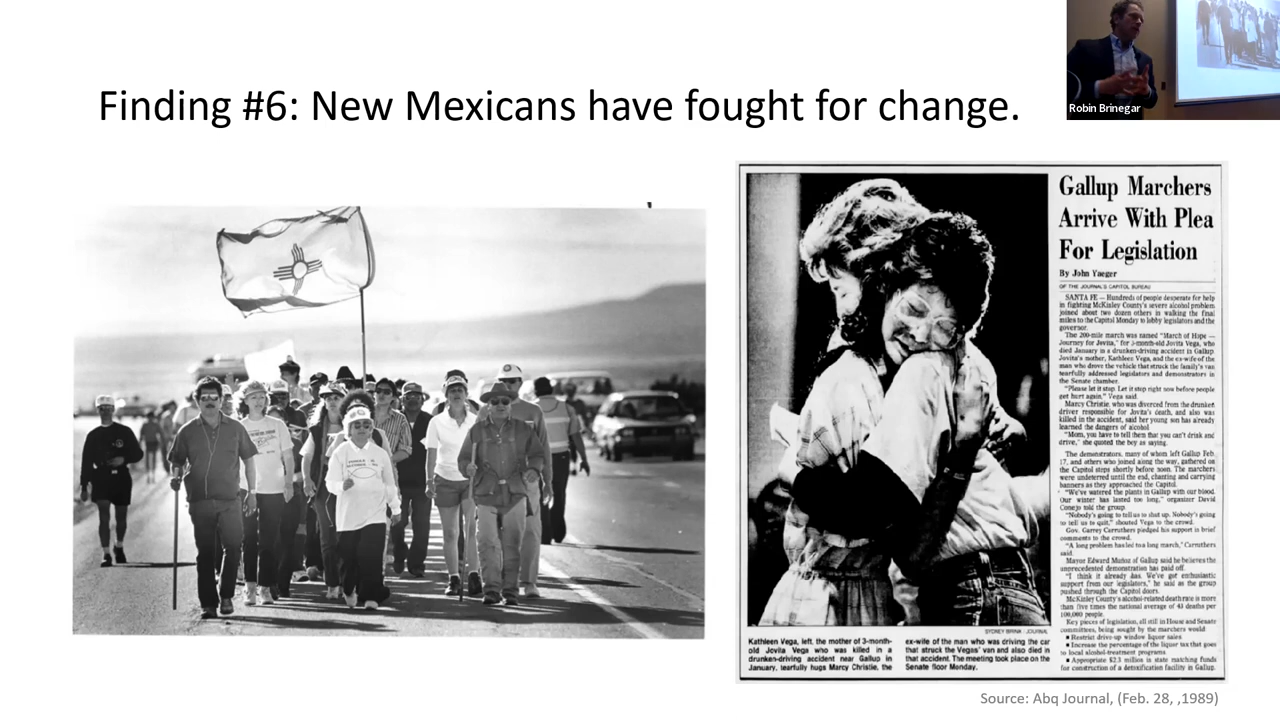 Robin Brinegar
Finding #6: New Mexicans have fought for change.
Gallup Marchers
Arrive With Plea
For Legislation
By John Yaeger
OF THE JOURNAL'S CAPITOL BUREAU
SANTA FE — Hundreds of people desperate for help
in fighting McKinley County's severe alcohol problem
joined about two dozen others in walking the final
miles to the Capitol Monday to lobby legislators and the
governor.
The 200-mile march was named "March of Hope —
Journey for Jovita," for 3-month-old Jovita Vega, who
died January in a drunken-driving accident in Gallup
Jovita's mother, Kathleen Vega, and the ex-wife of the
man who drove the vehicle that struck the family's van
tearfully addressed legislators and demonstrators in
the Senate chamber.
"Please let it stop. Let it stop right now before people
get hurt again," Vega said.
Marcy Christie, who was divorced from the drunken
driver responsible for Jovita's death, and also was
killed in the accident, said her young son has already
learned the dangers of alcohol.
"Mom, you have to tell them that you can't drink and
drive," she quoted the boy as saying.
The demonstrators, many of whom left Gallup Feb.
17, and others who joined along the way, gathered on
the Capitol steps shortly before noon. The marchers
were undeterred until the end, chanting and carrying
banners as they approached the Capitol.
"We've watered the plants in Gallup with our blood.
Our winter has lasted too long," organizer David
Conejo told the group.
"Nobody's going to tell us to shut up. Nobody's going
to tell us to quit," shouted Vega to the crowd.
Gov. Garrey Carruthers pledged his support in brief
comments to the crowd.
"A long problem has led to a long march," Carruthers
said.
Mayor Edward Muñoz of Gallup said he believes the
unprecedented demonstration has paid off.
"I think it already has. We've got enthusiastic
support from our legislators," he said as the group
pushed through the Capitol doors.
McKinley County's alcohol-related death rate is more
than five times the national average of 43 deaths per
100,000 people.
Key pieces of legislation, all still in House and Senate
committees, being sought by the marchers would:
■ Restrict drive-up window liquor sales
■ Increase the percentage of the liquor tax that goes
to local alcohol-treatment programs
■ Appropriate $2.3 million in state matching funds
for construction of a detoxification facility in Gallup.
SYDNEY BRINK / JOURNAL
Kathleen Vega, left, the mother of 3-month-
old Jovita Vega who was killed in a
drunken-driving accident near Gallup in
January, tearfully hugs Marcy Christie, the
ex-wife of the man who was driving the car
that struck the Vegas' van and also died in
that accident. The meeting took place on the
Senate floor Monday.
Source: Abq Journal, (Feb. 28, ,1989)